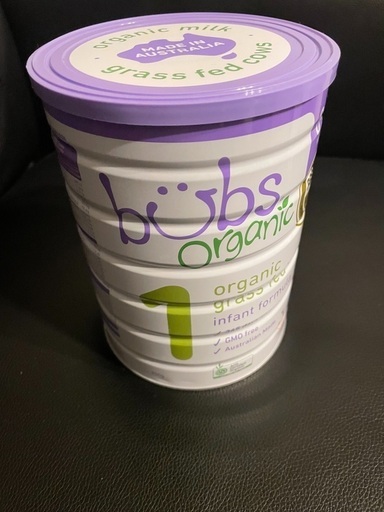 organic milk
MADE IN
AUSTRALIA
grass fed cows
bubs
organic
1
organic
grass fed
infant formula
GMO free
Australian